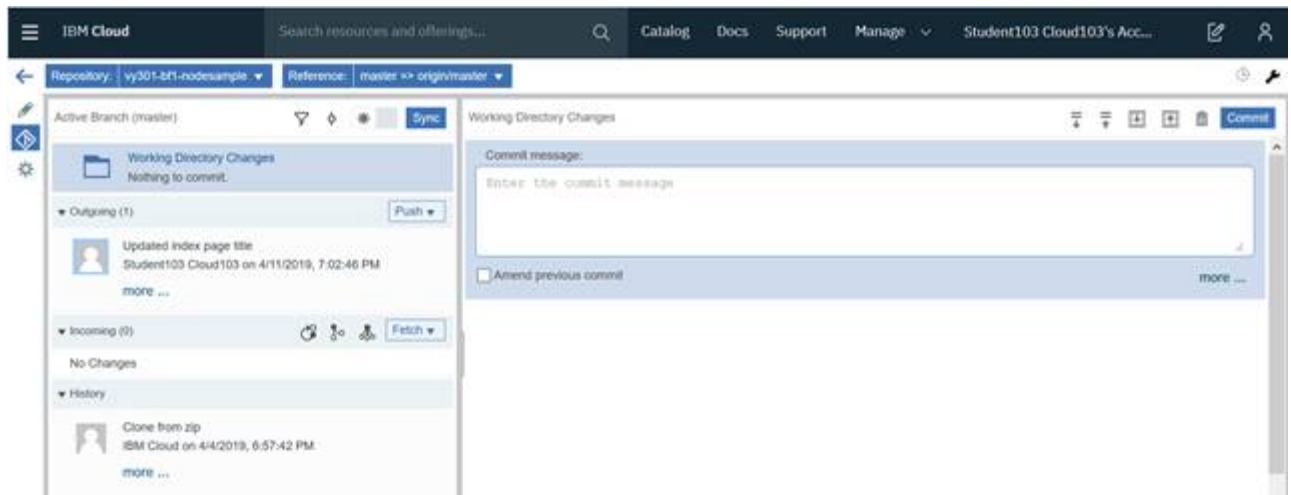 IBM Cloud
Search resources and offerings...
Catalog
Docs
Support
Manage
Student103 Cloud103's Acc...
Repository:
vy301-bf1-nodesample
Reference:
master => origin/master
Active Branch (master)
Sync
Working Directory Changes
Nothing to commit.
Outgoing (1)
Push
Updated index page title
Student103 Cloud103 on 4/11/2019, 7:02:46 PM
more ...
Incoming (0)
Fetch
No Changes
History
Clone from zip
IBM Cloud on 4/4/2019, 6:57:42 PM
more ...
Working Directory Changes
Commit
Commit message:
Enter the commit message
Amend previous commit
more ...